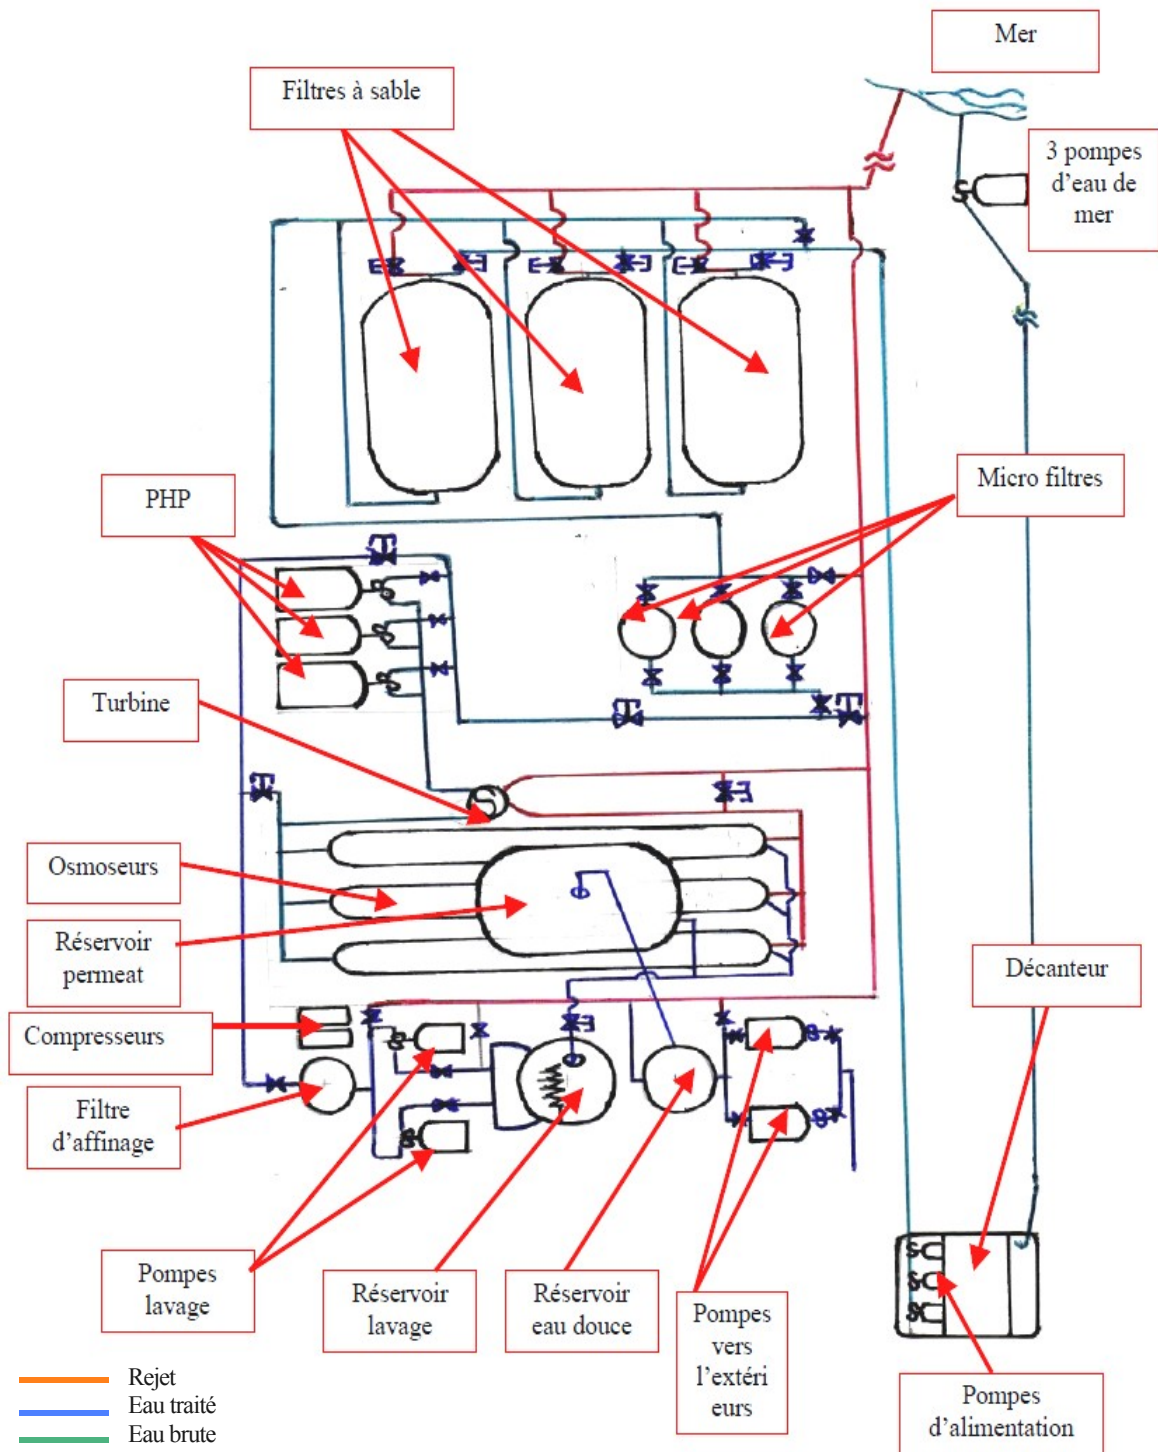 Mer
Filtres à sable
3 pompes
d'eau de
mer
PHP
Micro filtres
Turbine
Osmoseurs
Réservoir
permeat
Décanteur
Compresseurs
Filtre
d'affinage
Pompes
lavage
Réservoir
lavage
Réservoir
eau douce
Pompes
vers
l'extéri
eurs
Pompes
d'alimentation
Rejet
Eau traité
Eau brute